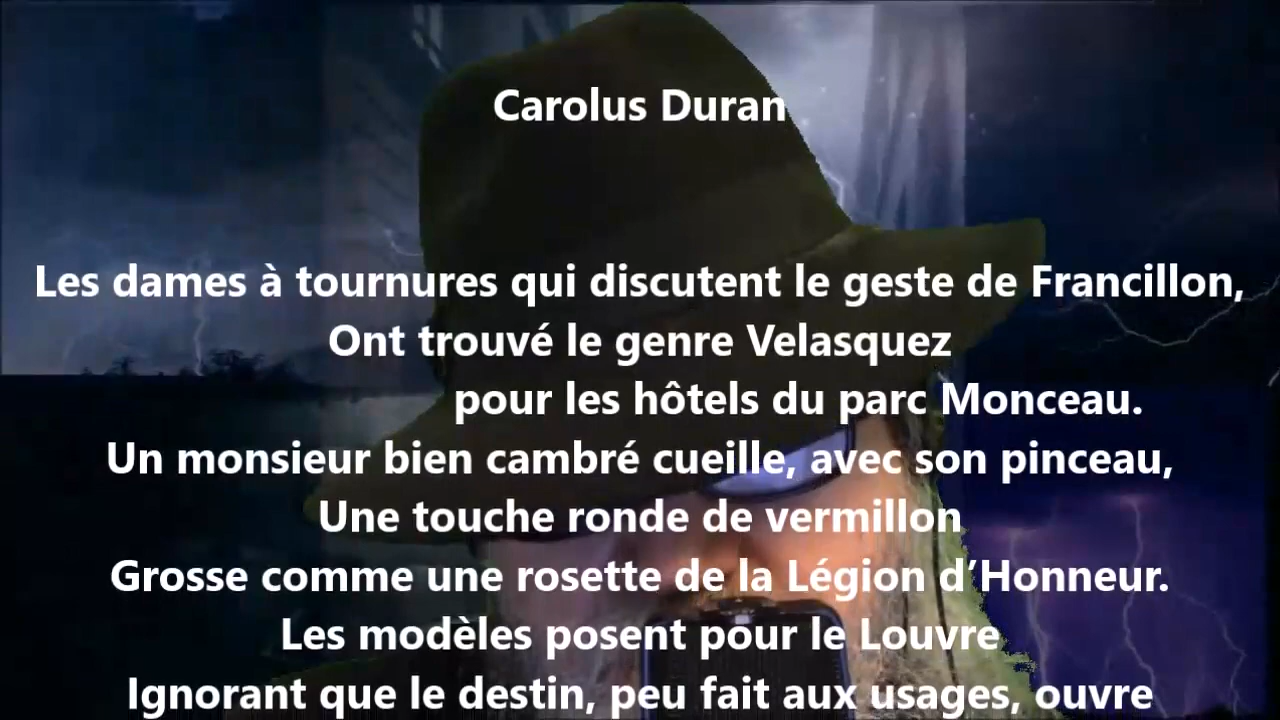 Carolus Duran
Les dames à tournures qui discutent le geste de Francillon,
Ont trouvé le genre Velasquez
pour les hôtels du parc Monceau.
Un monsieur bien cambré cueille, avec son pinceau,
Une touche ronde de vermillon
Grosse comme une rosette de la Légion d’Honneur.
Les modèles posent pour le Louvre
Ignorant que le destin, peu fait aux usages, ouvre